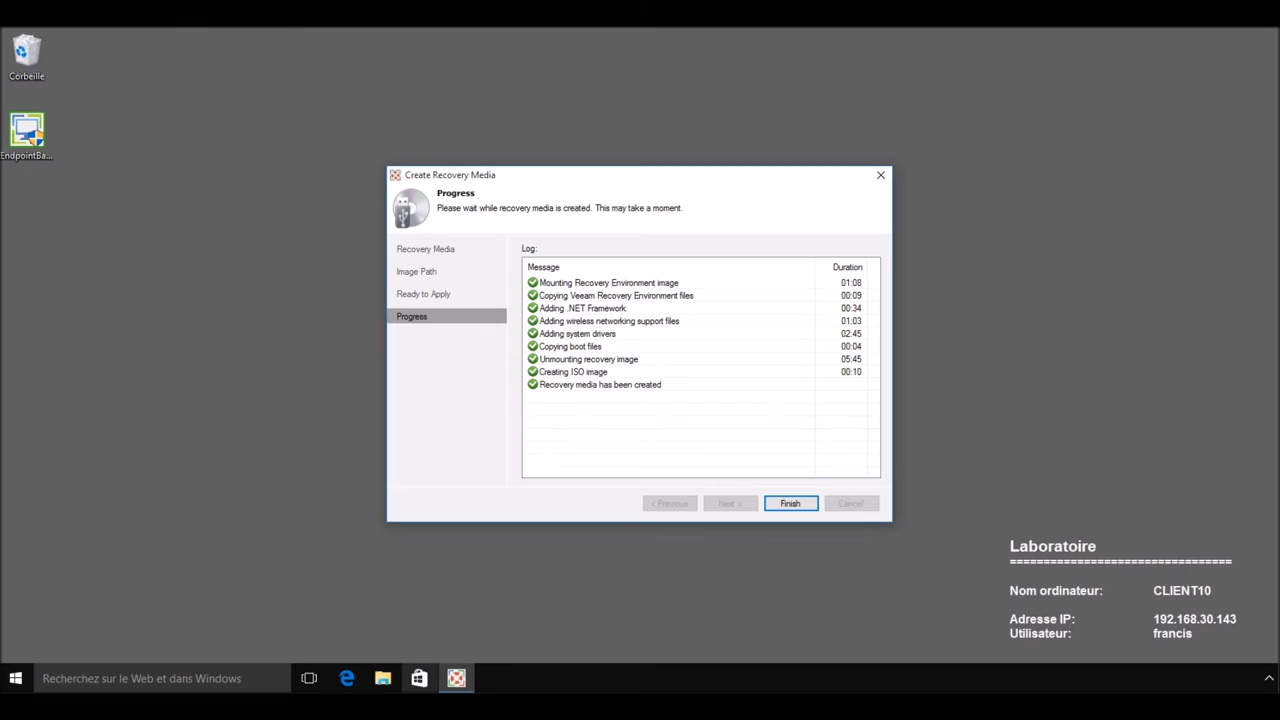 Corbeille
EndpointBa...
Create Recovery Media
Progress
Please wait while recovery media is created. This may take a moment.
Recovery Media
Image Path
Ready to Apply
Progress
Log:
Message Duration
Mounting Recovery Environment image 01:08
Copying Veeam Recovery Environment files 00:09
Adding .NET Framework 00:34
Adding wireless networking support files 01:03
Adding system drivers 02:45
Copying boot files 00:04
Unmounting recovery image 05:45
Creating ISO image 00:10
Recovery media has been created
< Previous Next > Finish Cancel
Laboratoire
=================================
Nom ordinateur: CLIENT10
Adresse IP: 192.168.30.143
Utilisateur: francis
Recherchez sur le Web et dans Windows